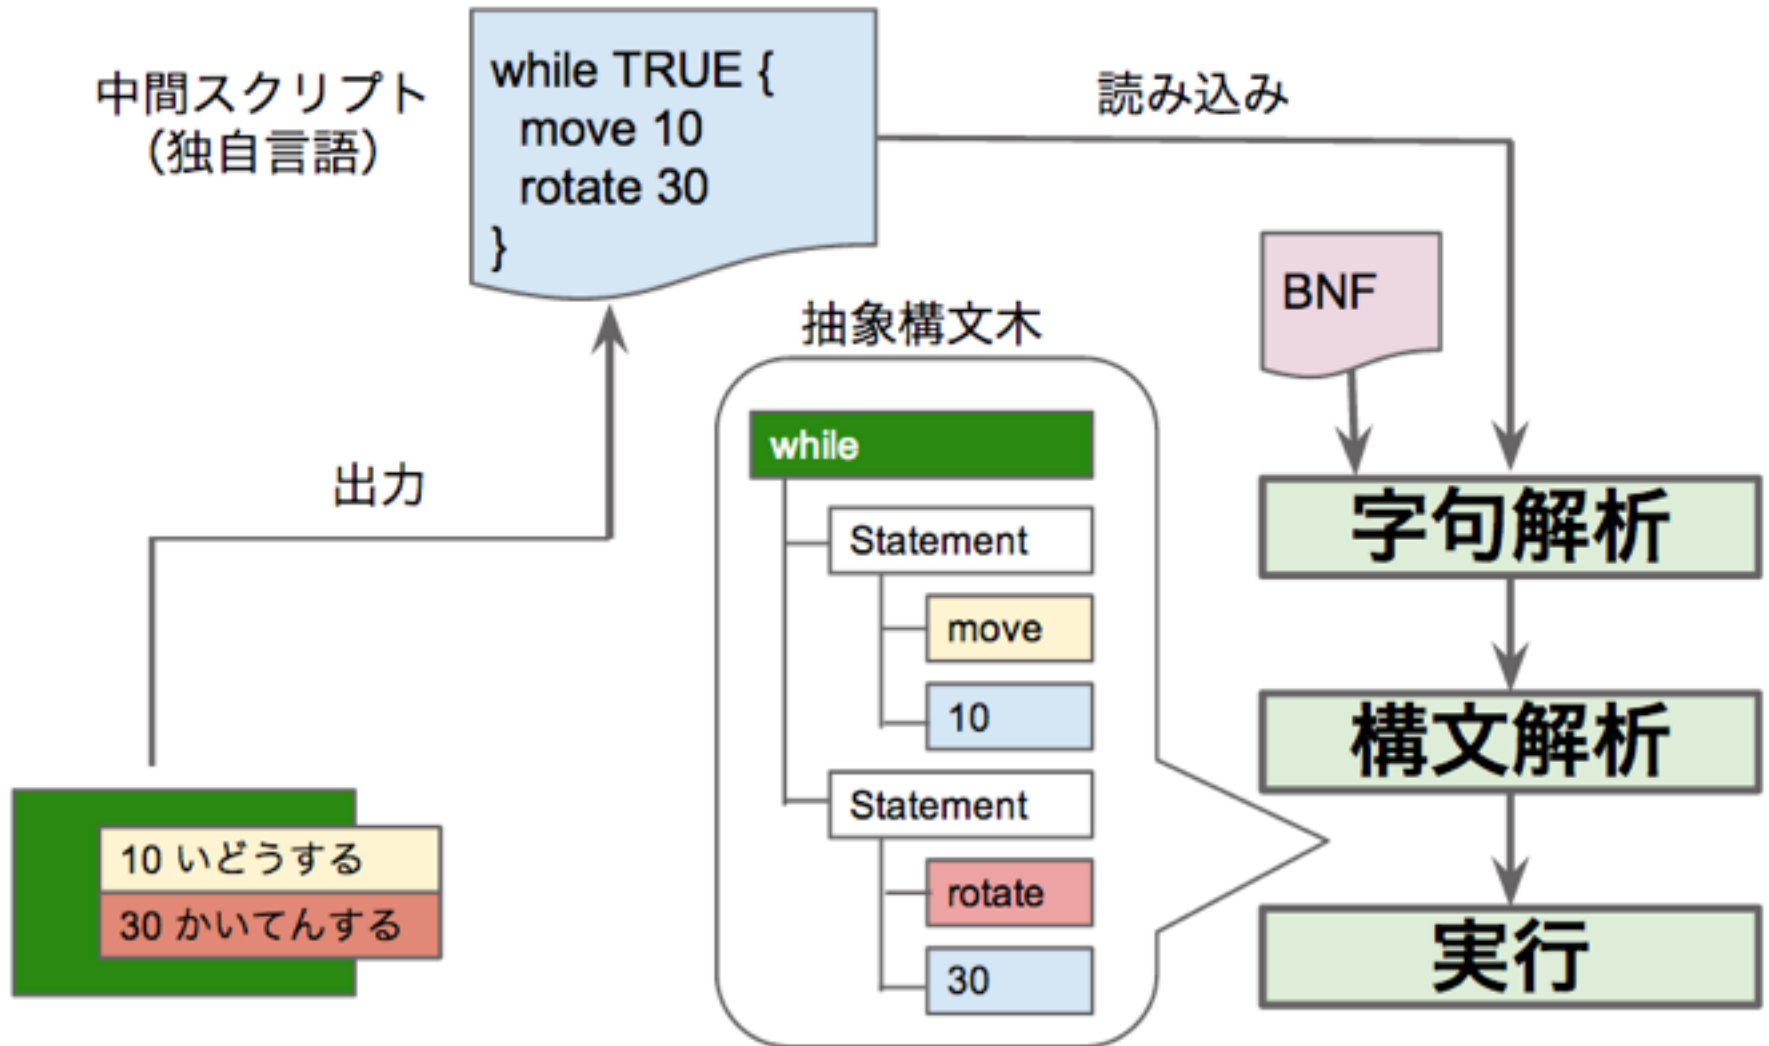 中間スクリプト
（独自言語）
while TRUE {
move 10
rotate 30
}
読み込み
BNF
抽象構文木
while
Statement
move
10
Statement
rotate
30
出力
10 いどうする
30 かいてんする
字句解析
構文解析
実行